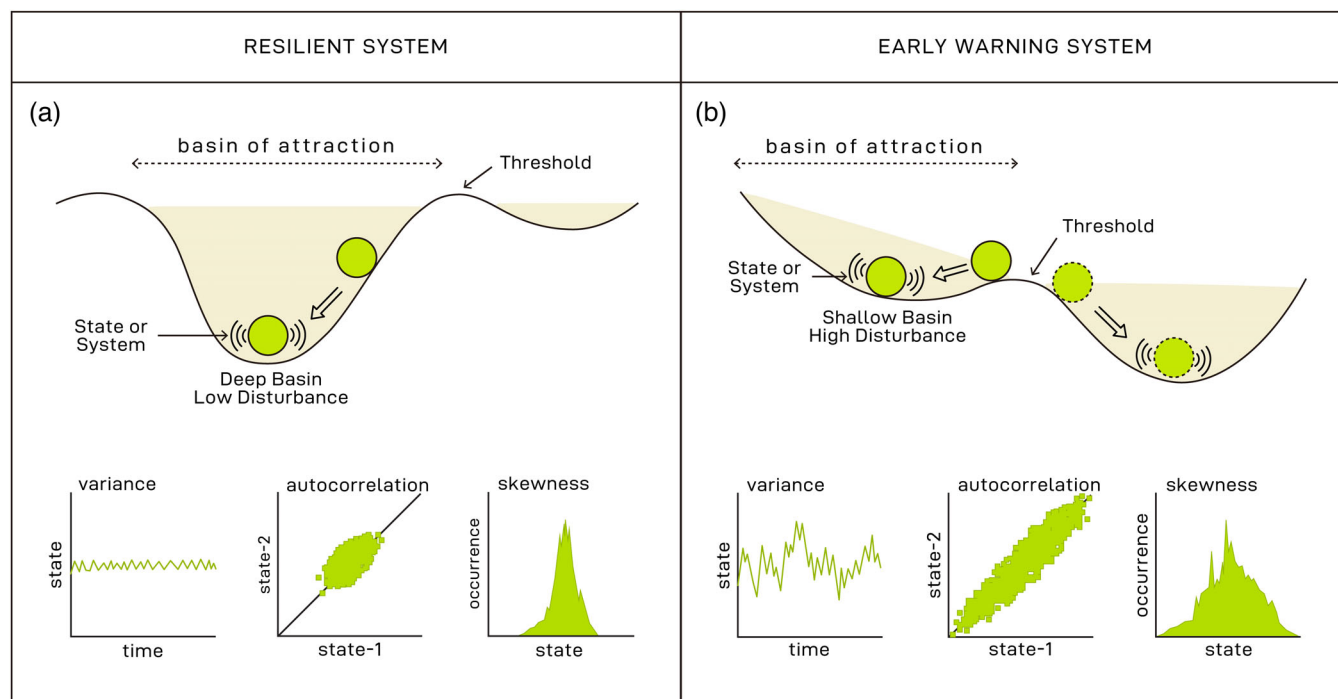 RESILIENT SYSTEM
EARLY WARNING SYSTEM
(a)
basin of attraction
Threshold
State or
System
Deep Basin
Low Disturbance
variance
state
time
autocorrelation
state-2
state-1
skewness
occurrence
state
(b)
basin of attraction
Threshold
State or
System
Shallow Basin
High Disturbance
variance
state
time
autocorrelation
state-2
state-1
skewness
occurrence
state